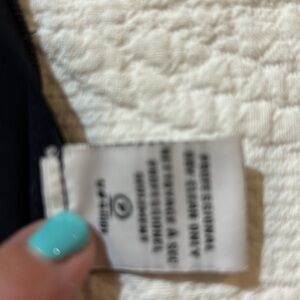 PROFESSIONAL
DRY CLEAN ONLY
NETTOYAGE À SEC
PROFESSIONNEL
SEULEMENT
P